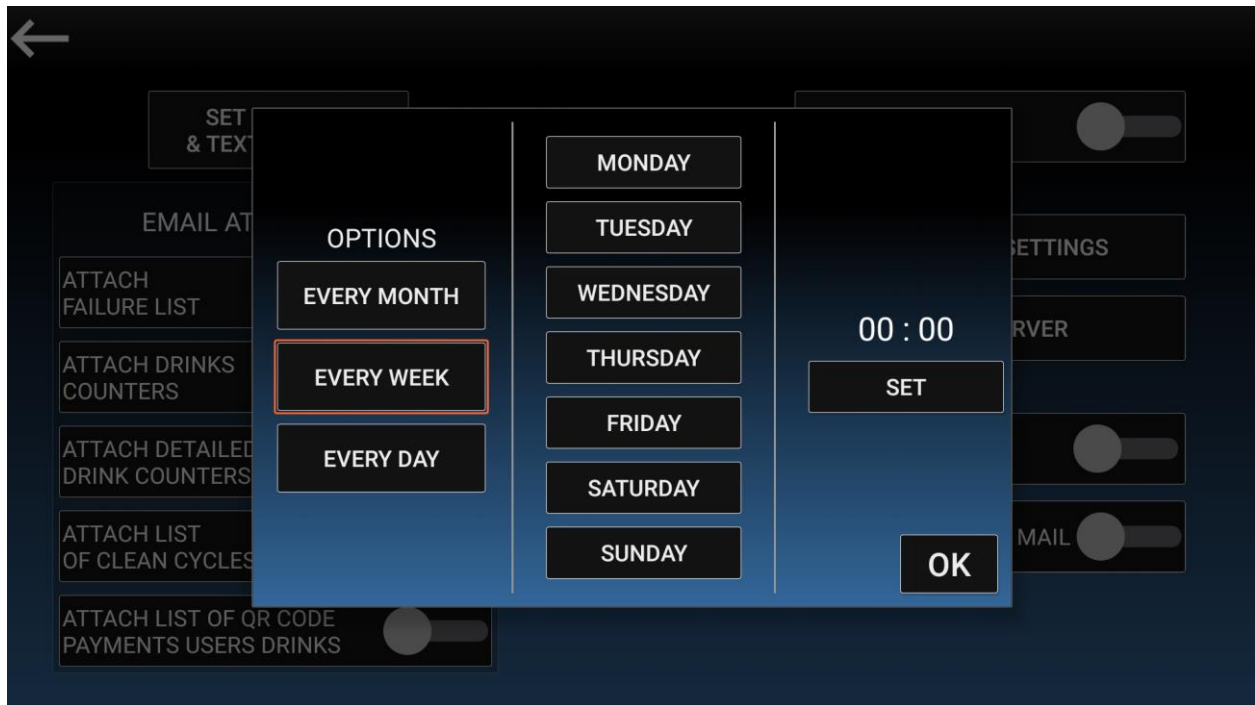 SET
& TEX
EMAIL AT
ATTACH
FAILURE LIST
ATTACH DRINKS
COUNTERS
ATTACH DETAILED
DRINK COUNTERS
ATTACH LIST
OF CLEAN CYCLES
ATTACH LIST OF QR CODE
PAYMENTS USERS DRINKS
OPTIONS
EVERY MONTH
EVERY WEEK
EVERY DAY
MONDAY
TUESDAY
WEDNESDAY
THURSDAY
FRIDAY
SATURDAY
SUNDAY
00 : 00
SET
OK
SETTINGS
RVER
MAIL